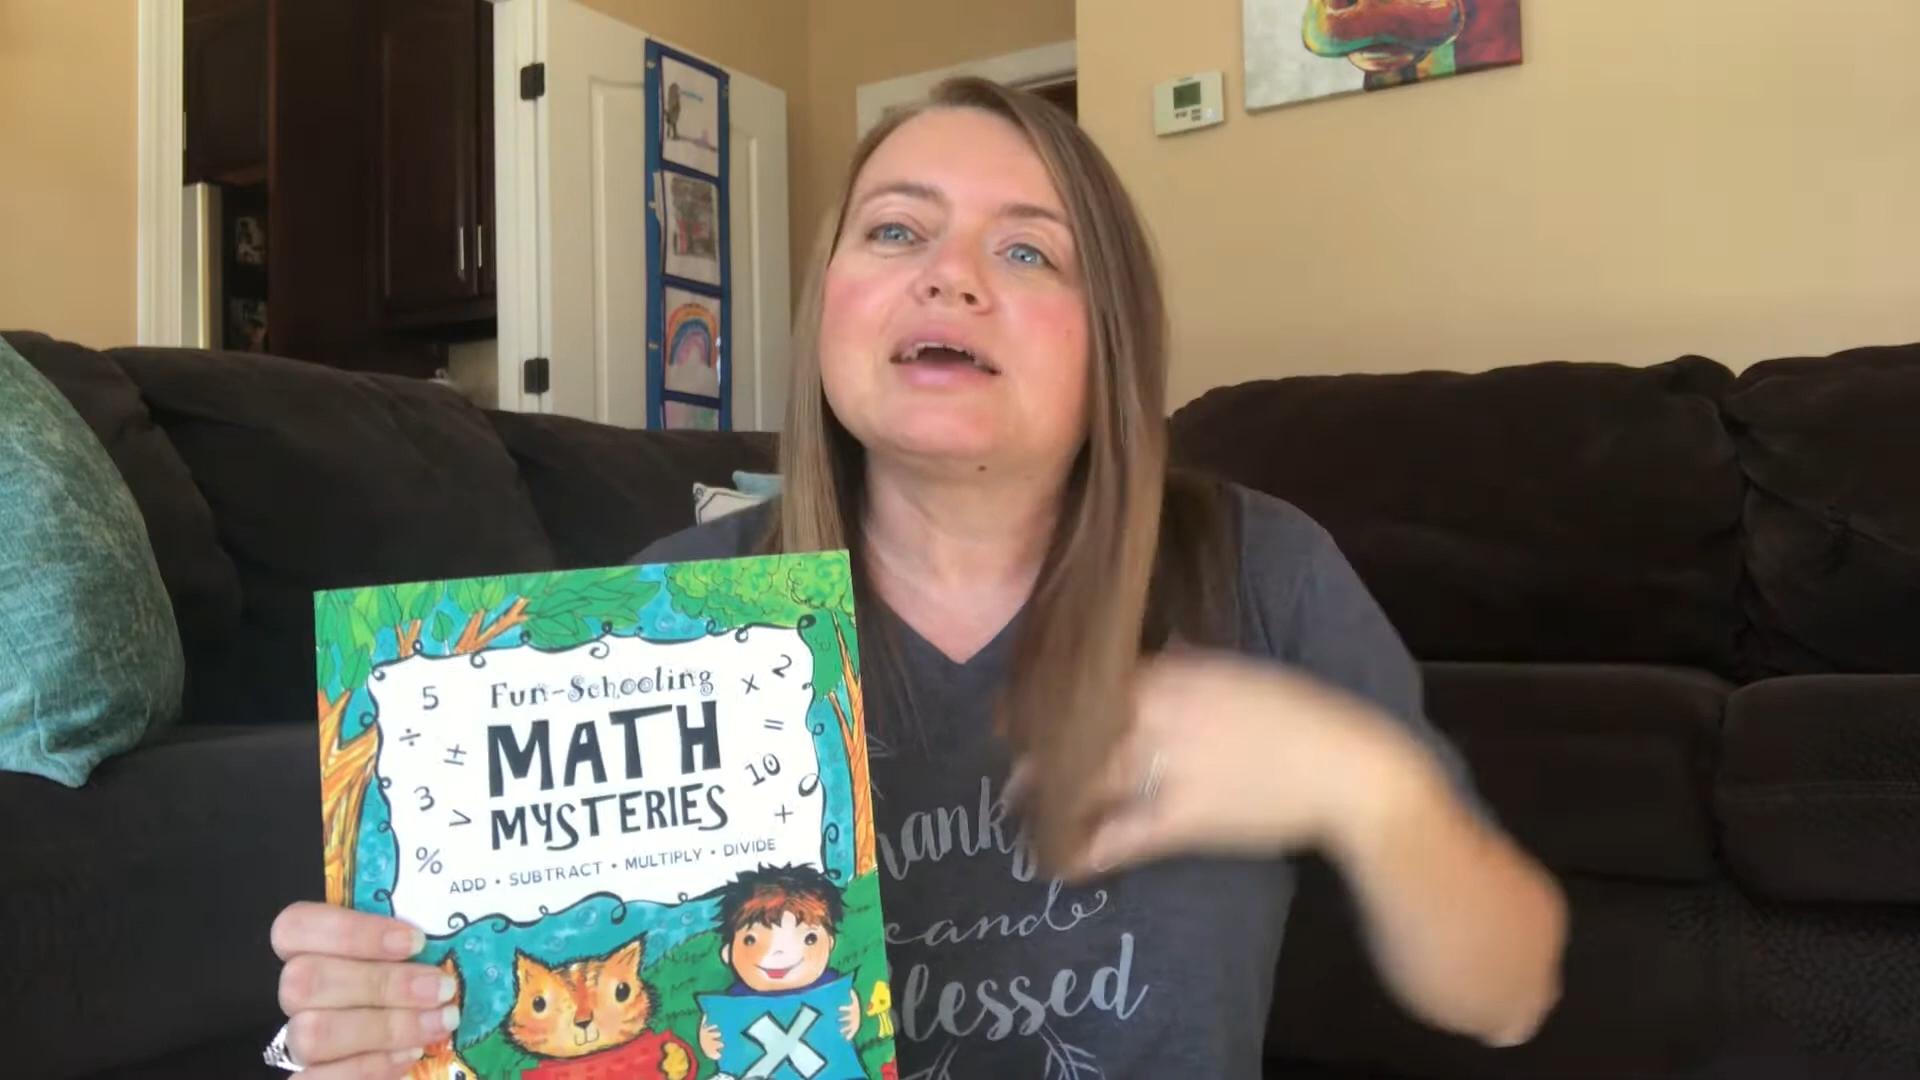 Fun-Schooling
MATH
MYSTERIES
ADD • SUBTRACT • MULTIPLY • DIVIDE
5
÷
±
3
>
%
x
2
=
10
+
X
and